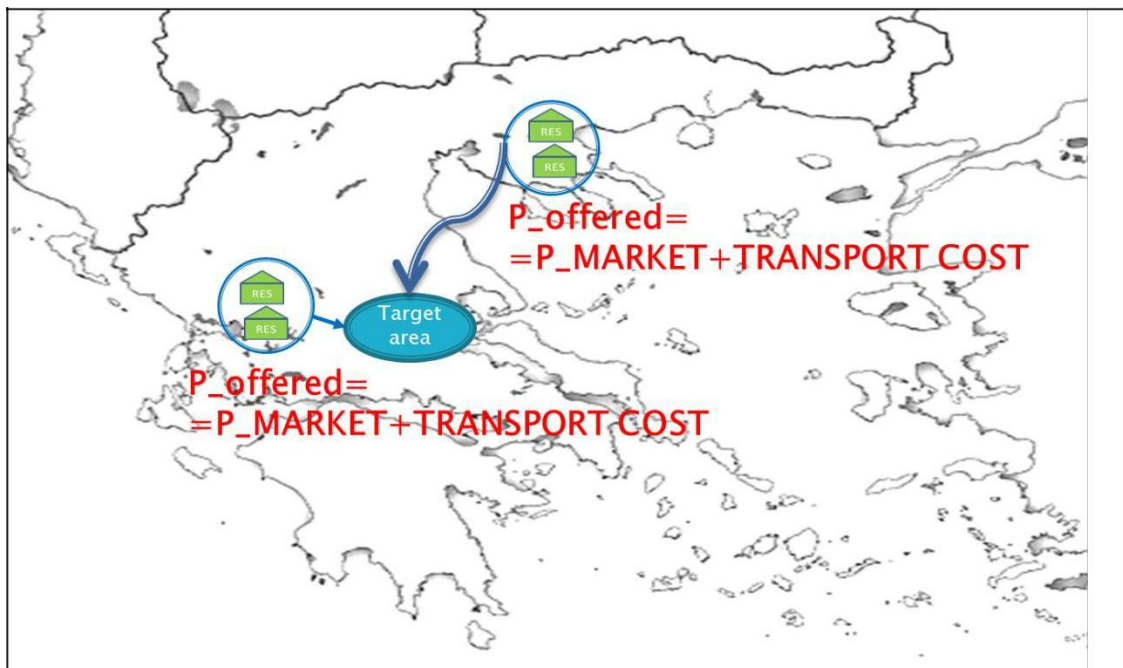 RES
RES
P_offered=
=P_MARKET+TRANSPORT COST
RES
RES
Target
area
P_offered=
=P_MARKET+TRANSPORT COST